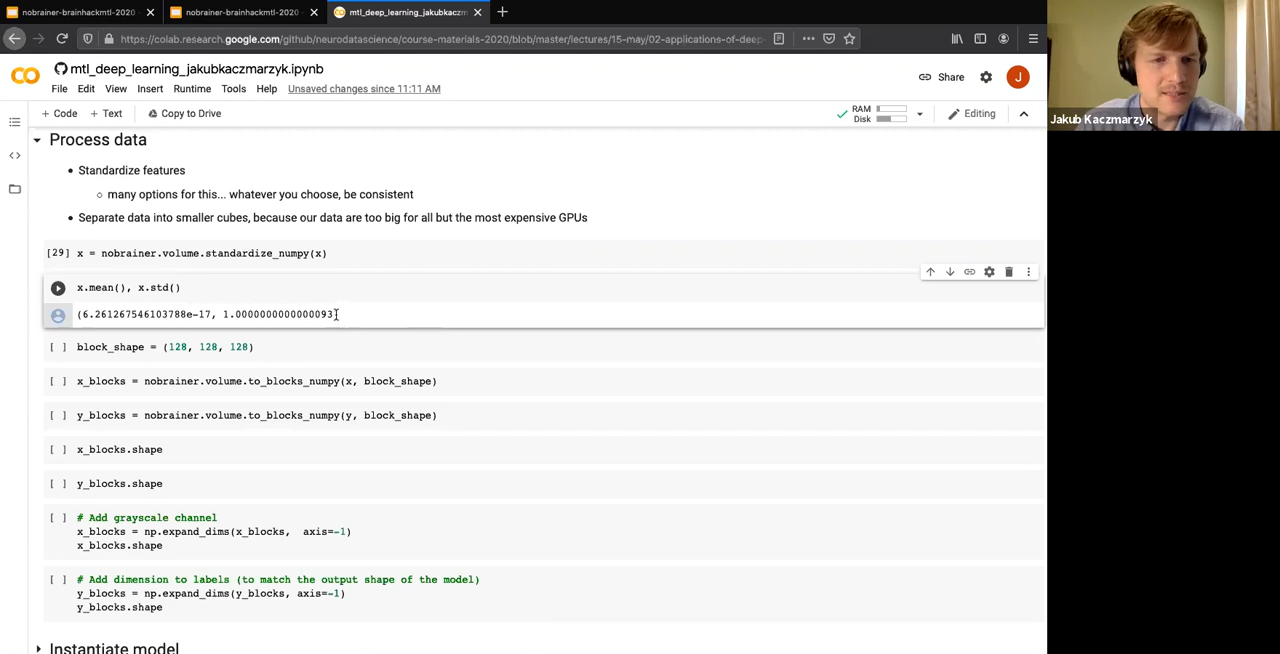 nobrainer-brainhackmtl-2020
nobrainer-brainhackmtl-2020
mtl_deep_learning_jakubkaczm
https://colab.research.google.com/github/neurodatascience/course-materials-2020/blob/master/lectures/15-may/02-applications-of-deep-
mtl_deep_learning_jakubkaczmarzyk.ipynb
Share
J
File Edit View Insert Runtime Tools Help Unsaved changes since 11:11 AM
+ Code + Text Copy to Drive
RAM
Disk
Editing
Jakub Kaczmarzyk
Process data
Standardize features
many options for this... whatever you choose, be consistent
Separate data into smaller cubes, because our data are too big for all but the most expensive GPUs
[29] x = nobrainer.volume.standardize_numpy(x)
x.mean(), x.std()
(6.261267546103788e-17, 1.0000000000000093)
[ ] block_shape = (128, 128, 128)
[ ] x_blocks = nobrainer.volume.to_blocks_numpy(x, block_shape)
[ ] y_blocks = nobrainer.volume.to_blocks_numpy(y, block_shape)
[ ] x_blocks.shape
[ ] y_blocks.shape
[ ] # Add grayscale channel
x_blocks = np.expand_dims(x_blocks, axis=-1)
x_blocks.shape
[ ] # Add dimension to labels (to match the output shape of the model)
y_blocks = np.expand_dims(y_blocks, axis=-1)
y_blocks.shape
Instantiate model